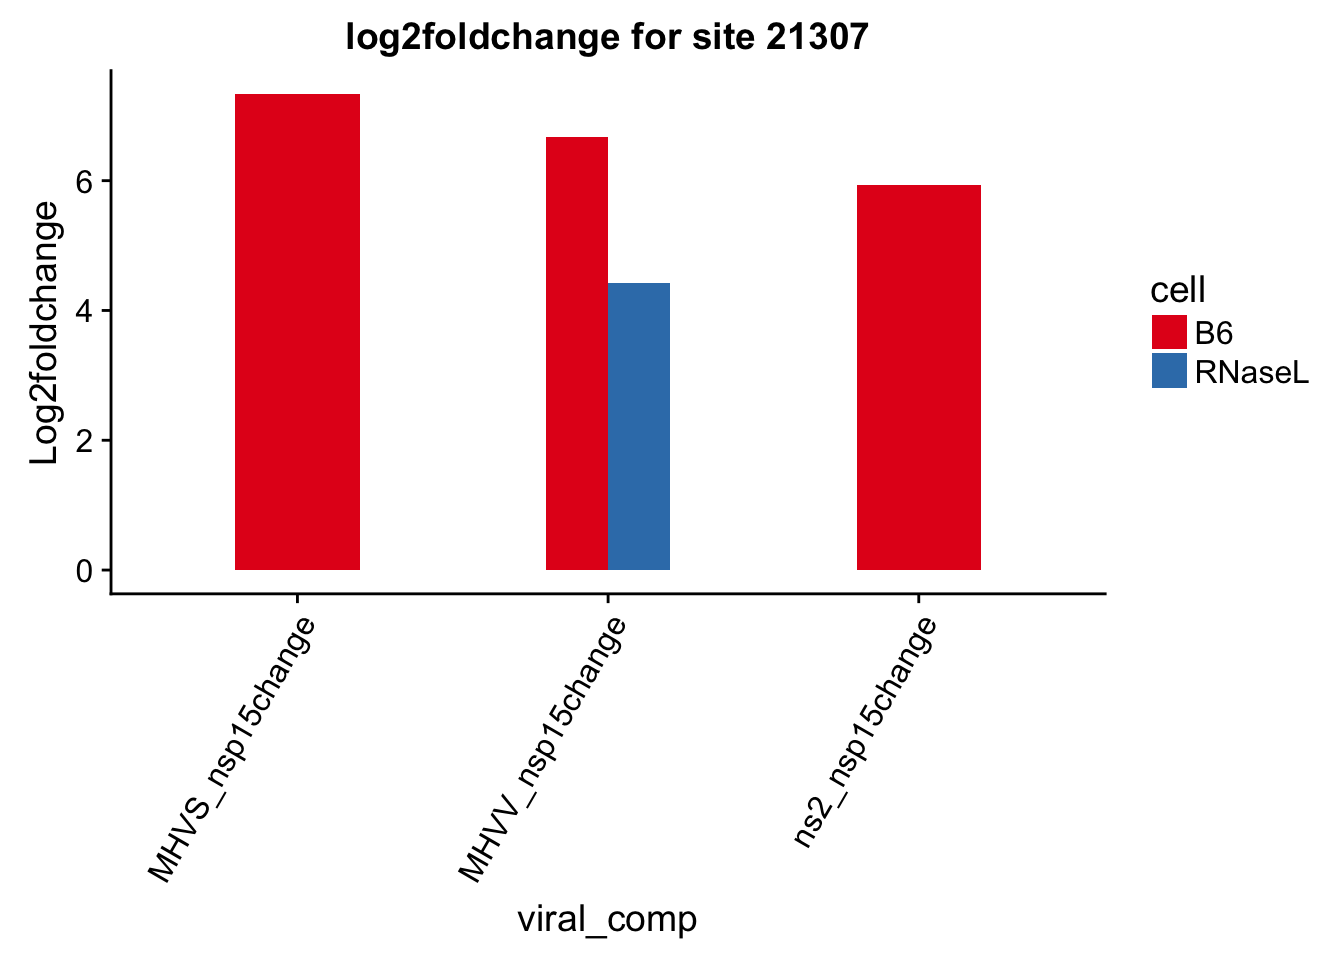 log2foldchange for site 21307
Log2foldchange
6
4
2
0
MHVS_nsp15change
MHVV_nsp15change
ns2_nsp15change
viral_comp
cell
B6
RNaseL